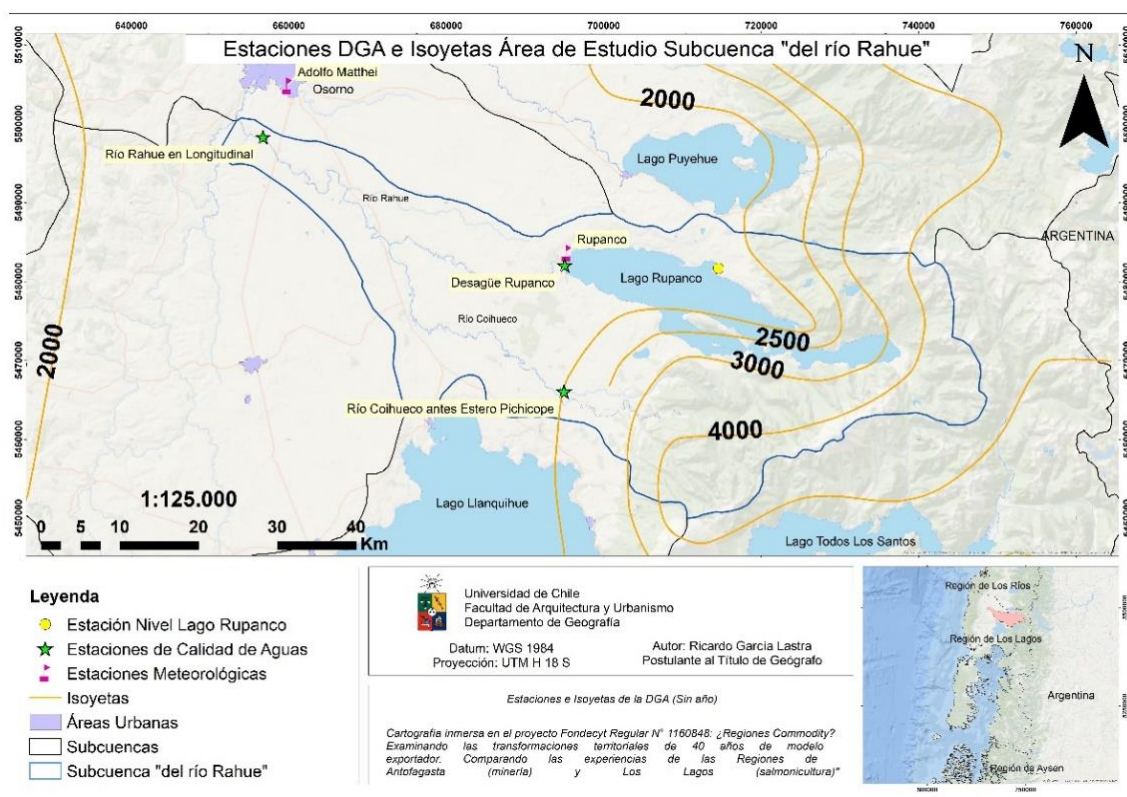 640000 660000 680000 700000 720000 740000 760000
Estaciones DGA e Isoyetas Área de Estudio Subcuenca "del río Rahue"
N
Adolfo Matthei
Osorno
2000
Río Rahue en Longitudinal
Lago Puyehue
Río Rahue
ARGENTINA
Rupanco
Desagüe Rupanco
Lago Rupanco
Río Coihueco
2000
2500
3000
Río Coihueco antes Estero Pichicope
4000
1:125.000
Lago Llanquihue
Lago Todos Los Santos
0 5 10 20 30 40
Km
5510000
5500000
5490000
5480000
5470000
5460000
5450000
Leyenda
Estación Nivel Lago Rupanco
Estaciones de Calidad de Aguas
Estaciones Meteorológicas
Isoyetas
Áreas Urbanas
Subcuencas
Subcuenca "del río Rahue"
Universidad de Chile
Facultad de Arquitectura y Urbanismo
Departamento de Geografía
Datum: WGS 1984
Proyección: UTM H 18 S
Autor: Ricardo Garcia Lastra
Postulante al Título de Geógrafo
Estaciones e Isoyetas de la DGA (Sin año)
Cartografia inmersa en el proyecto Fondecyt Regular N° 1160848: ¿Regiones Commodity?
Examinando las transformaciones territoriales de 40 años de modelo
exportador. Comparando las experiencias de las Regiones de
Antofagasta (minería) y Los Lagos (salmonicultura)"
Región de Los Ríos
Región de Los Lagos
Argentina
Región de Aysen